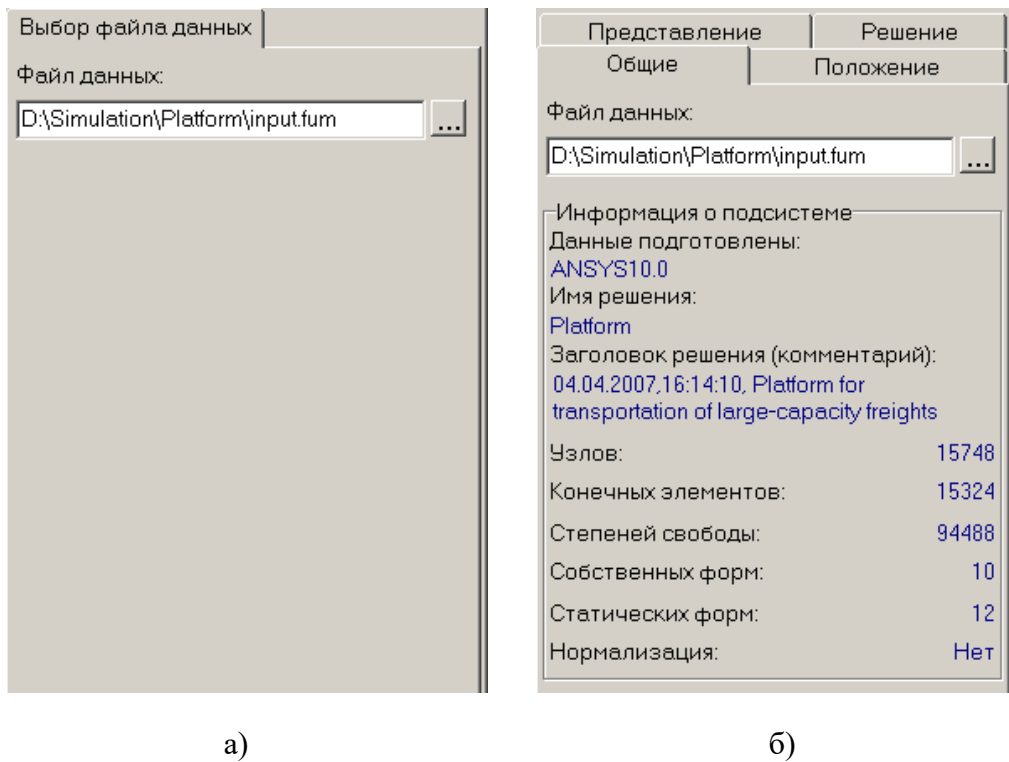 Выбор файла данных
Файл данных:
D:\Simulation\Platform\input.fum
...
а)
Представление
Решение
Общие
Положение
Файл данных:
D:\Simulation\Platform\input.fum
...
Информация о подсистеме
Данные подготовлены:
ANSYS10.0
Имя решения:
Platform
Заголовок решения (комментарий):
04.04.2007,16:14:10, Platform for
transportation of large-capacity freights
Узлов: 15748
Конечных элементов: 15324
Степеней свободы: 94488
Собственных форм: 10
Статических форм: 12
Нормализация: Нет
б)